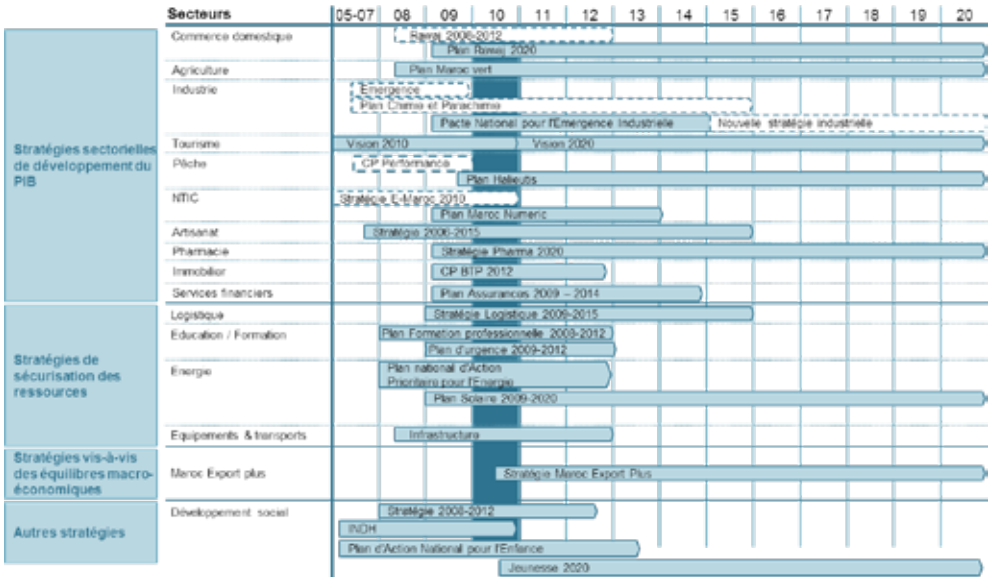 Secteurs 05-07 08 09 10 11 12 13 14 15 16 17 18 19 20
Stratégies sectorielles
de développement du
PIB
Commerce domestique
Rawaj 2008-2012
Plan Rawaj 2020
Agriculture
Plan Maroc vert
Industrie
Emergence
Plan Chimie et Parachimie
Pacte National pour l'Emergence Industrielle
Nouvelle stratégie industrielle
Tourisme
Vision 2010
Vision 2020
Pêche
CP Performance
Plan Halieutis
NTIC
Stratégie E-Maroc 2010
Plan Maroc Numeric
Artisanat
Stratégie 2006-2015
Pharmacie
Stratégie Pharma 2020
Immobilier
CP BTP 2012
Services financiers
Plan Assurances 2009 – 2014
Stratégies de
sécurisation des
ressources
Logistique
Stratégie Logistique 2009-2015
Education / Formation
Plan Formation professionnelle 2008-2012
Plan d'urgence 2009-2012
Energie
Plan national d'Action
Prioritaire pour l'Energie
Plan Solaire 2009-2020
Equipements & transports
Infrastructure
Stratégies vis-à-vis
des équilibres macro-
économiques
Maroc Export plus
Stratégie Maroc Export Plus
Autres stratégies
Développement social
Stratégie 2008-2012
INDH
Plan d'Action National pour l'Enfance
Jeunesse 2020